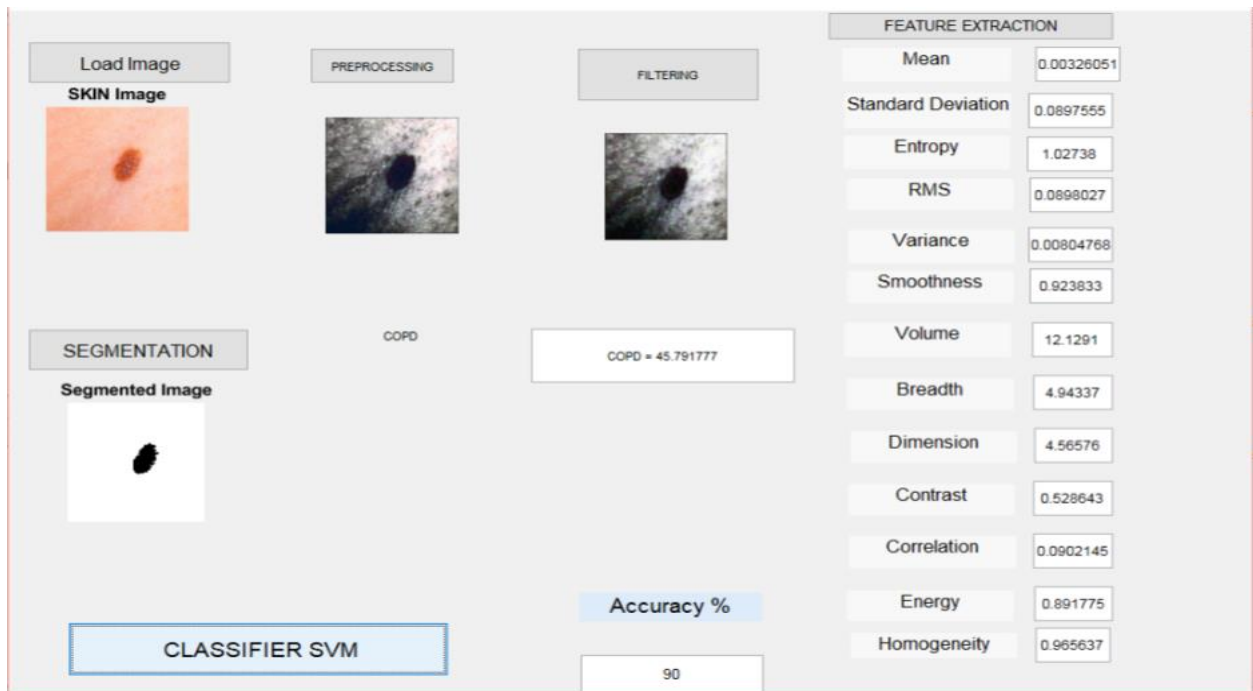 Load Image
SKIN Image
PREPROCESSING
FILTERING
SEGMENTATION
Segmented Image
COPD
COPD = 45.791777
CLASSIFIER SVM
Accuracy %
90
FEATURE EXTRACTION
Mean 0.00326051
Standard Deviation 0.0897555
Entropy 1.02738
RMS 0.0898027
Variance 0.00804768
Smoothness 0.923833
Volume 12.1291
Breadth 4.94337
Dimension 4.56576
Contrast 0.528643
Correlation 0.0902145
Energy 0.891775
Homogeneity 0.965637